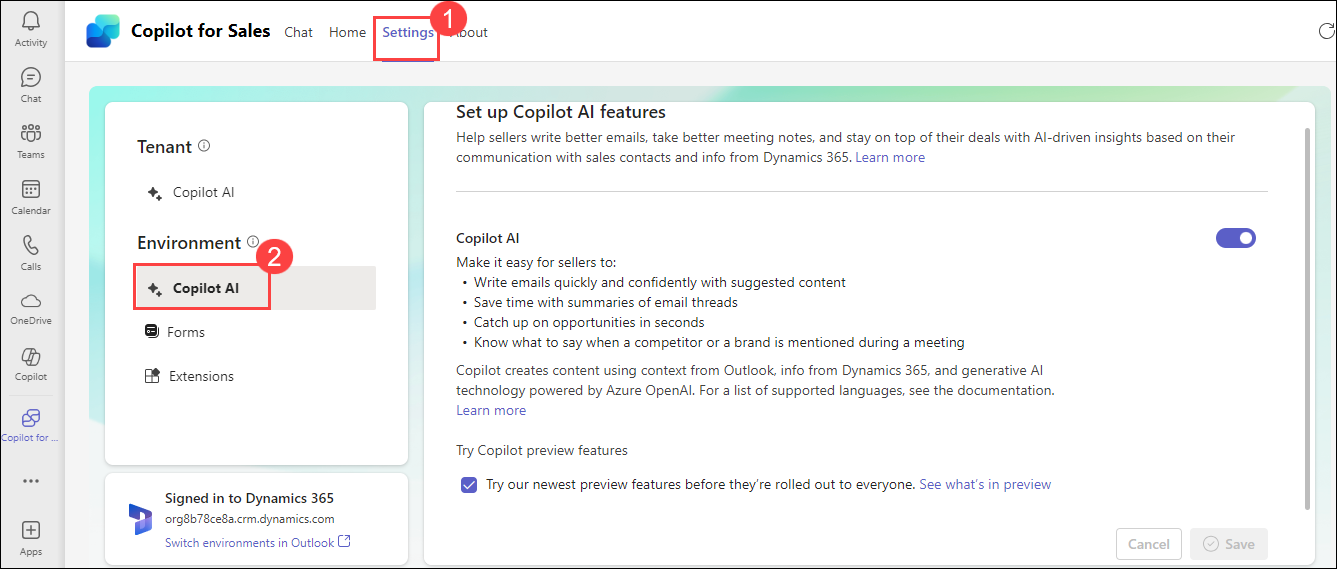 Activity
Chat
Teams
Calendar
Calls
OneDrive
Copilot
Copilot for ...
Apps
Copilot for Sales Chat Home Settings About
1
Tenant
Copilot AI
Environment
2
Copilot AI
Forms
Extensions
Signed in to Dynamics 365
org8b78ce8a.crm.dynamics.com
Switch environments in Outlook
Set up Copilot AI features
Help sellers write better emails, take better meeting notes, and stay on top of their deals with AI-driven insights based on their
communication with sales contacts and info from Dynamics 365. Learn more
Copilot AI
Make it easy for sellers to:
• Write emails quickly and confidently with suggested content
• Save time with summaries of email threads
• Catch up on opportunities in seconds
• Know what to say when a competitor or a brand is mentioned during a meeting
Copilot creates content using context from Outlook, info from Dynamics 365, and generative AI
technology powered by Azure OpenAI. For a list of supported languages, see the documentation.
Learn more
Try Copilot preview features
Try our newest preview features before they're rolled out to everyone. See what's in preview
Cancel Save